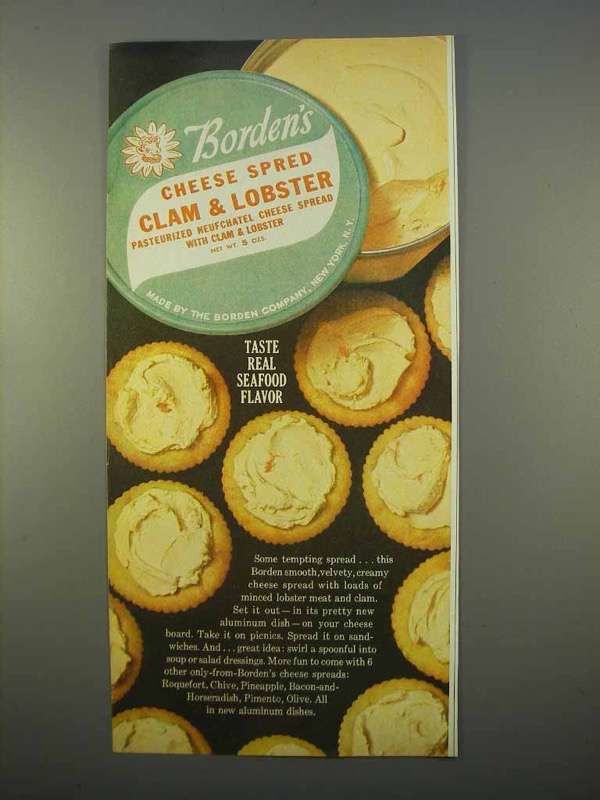 Borden's
CHEESE SPRED
CLAM & LOBSTER
PASTEURIZED NEUFCHATEL CHEESE SPREAD
WITH CLAM & LOBSTER
NET WT. 5 OZS.
MADE BY THE BORDEN COMPANY, NEW YORK, N.Y.
TASTE
REAL
SEAFOOD
FLAVOR
Some tempting spread . . . this
Borden smooth, velvety, creamy
cheese spread with loads of
minced lobster meat and clam.
Set it out—in its pretty new
aluminum dish—on your cheese
board. Take it on picnics. Spread it on sand-
wiches. And . . . great idea: swirl a spoonful into
soup or salad dressings. More fun to come with 6
other only-from-Borden's cheese spreads:
Roquefort, Chive, Pineapple, Bacon-and-
Horseradish, Pimento, Olive. All
in new aluminum dishes.